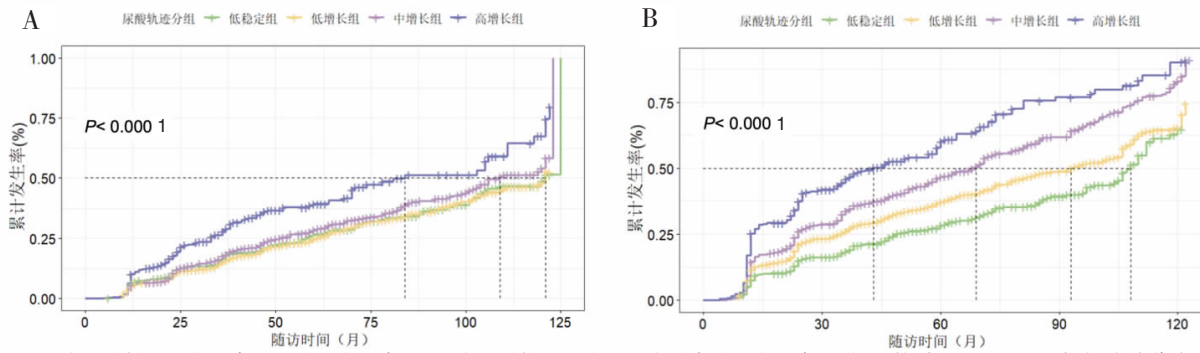 A
尿酸轨迹分组 低稳定组 低增长组 中增长组 高增长组
1.00
0.75
0.50
0.25
0.00
累计发生率(%)
P< 0.000 1
0 25 50 75 100 125
随访时间（月）
B
尿酸轨迹分组 低稳定组 低增长组 中增长组 高增长组
0.75
0.50
0.25
0.00
累计发生率(%)
P< 0.000 1
0 30 60 90 120
随访时间（月）